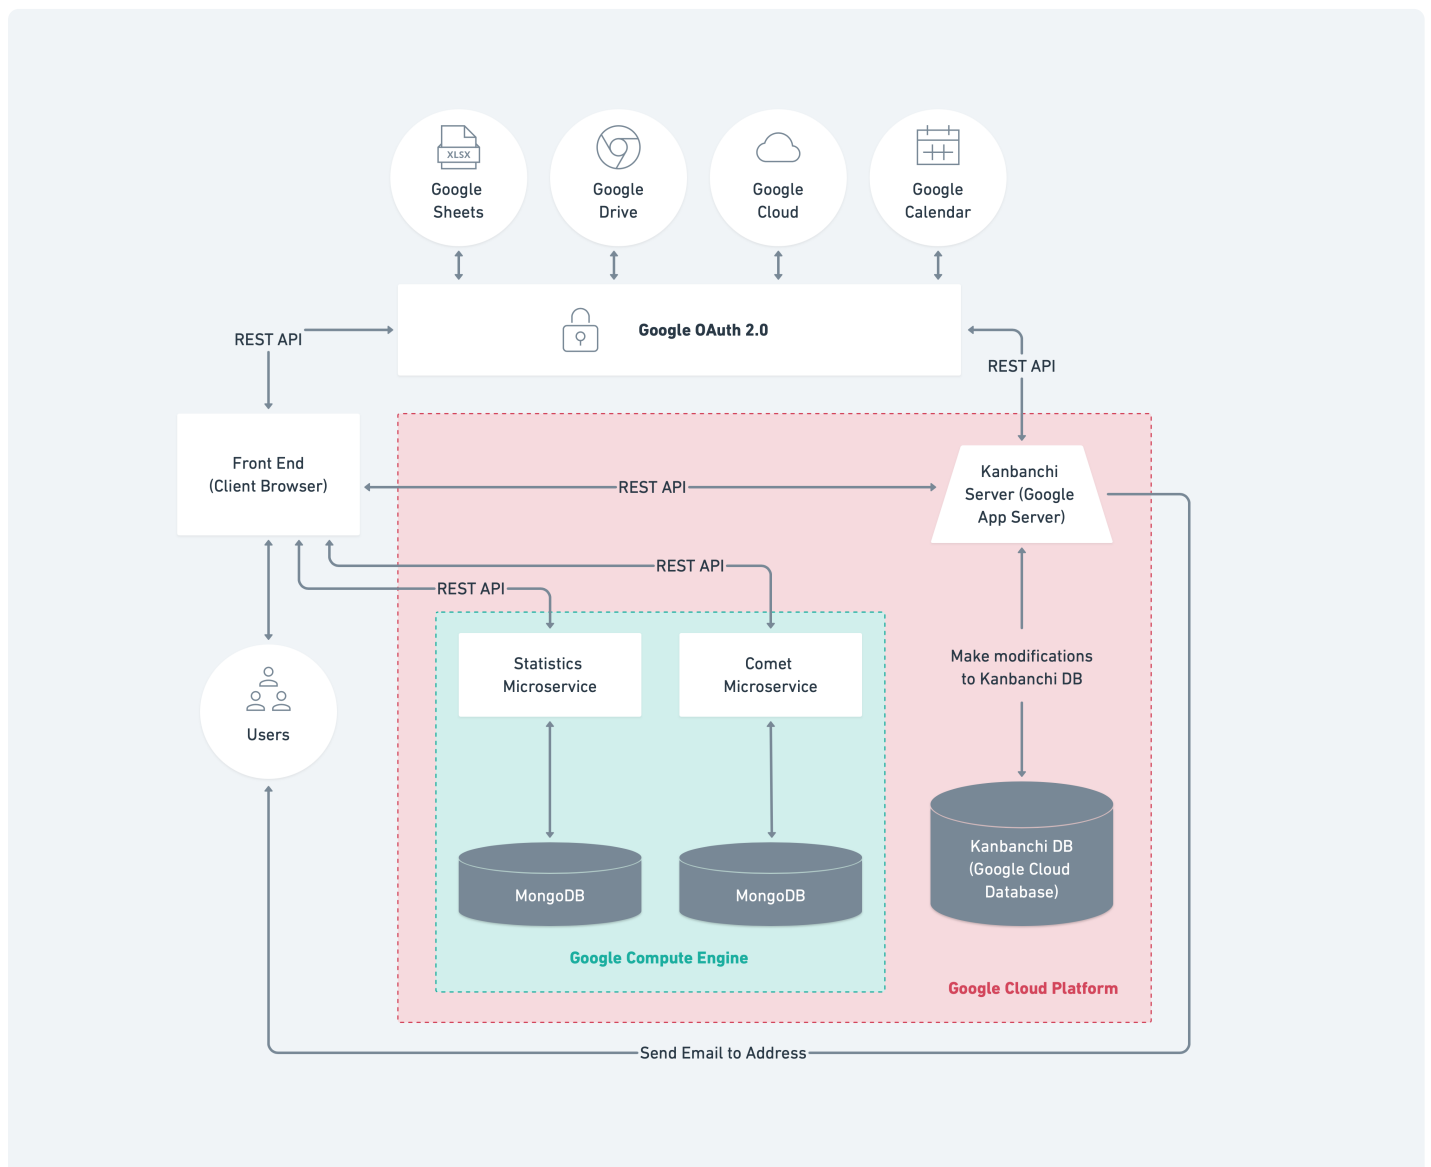 XLSX
Google
Sheets
Google
Drive
Google
Cloud
Google
Calendar
Google OAuth 2.0
REST API
REST API
Front End
(Client Browser)
REST API
Kanbanchi
Server (Google
App Server)
REST API
REST API
Statistics
Microservice
Comet
Microservice
Make modifications
to Kanbanchi DB
Users
MongoDB
MongoDB
Kanbanchi DB
(Google Cloud
Database)
Google Compute Engine
Google Cloud Platform
Send Email to Address